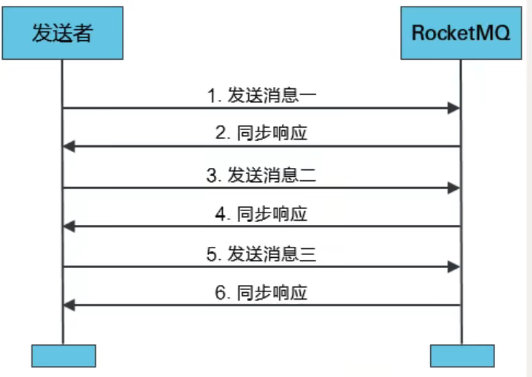 发送者
RocketMQ
1. 发送消息一
2. 同步响应
3. 发送消息二
4. 同步响应
5. 发送消息三
6. 同步响应